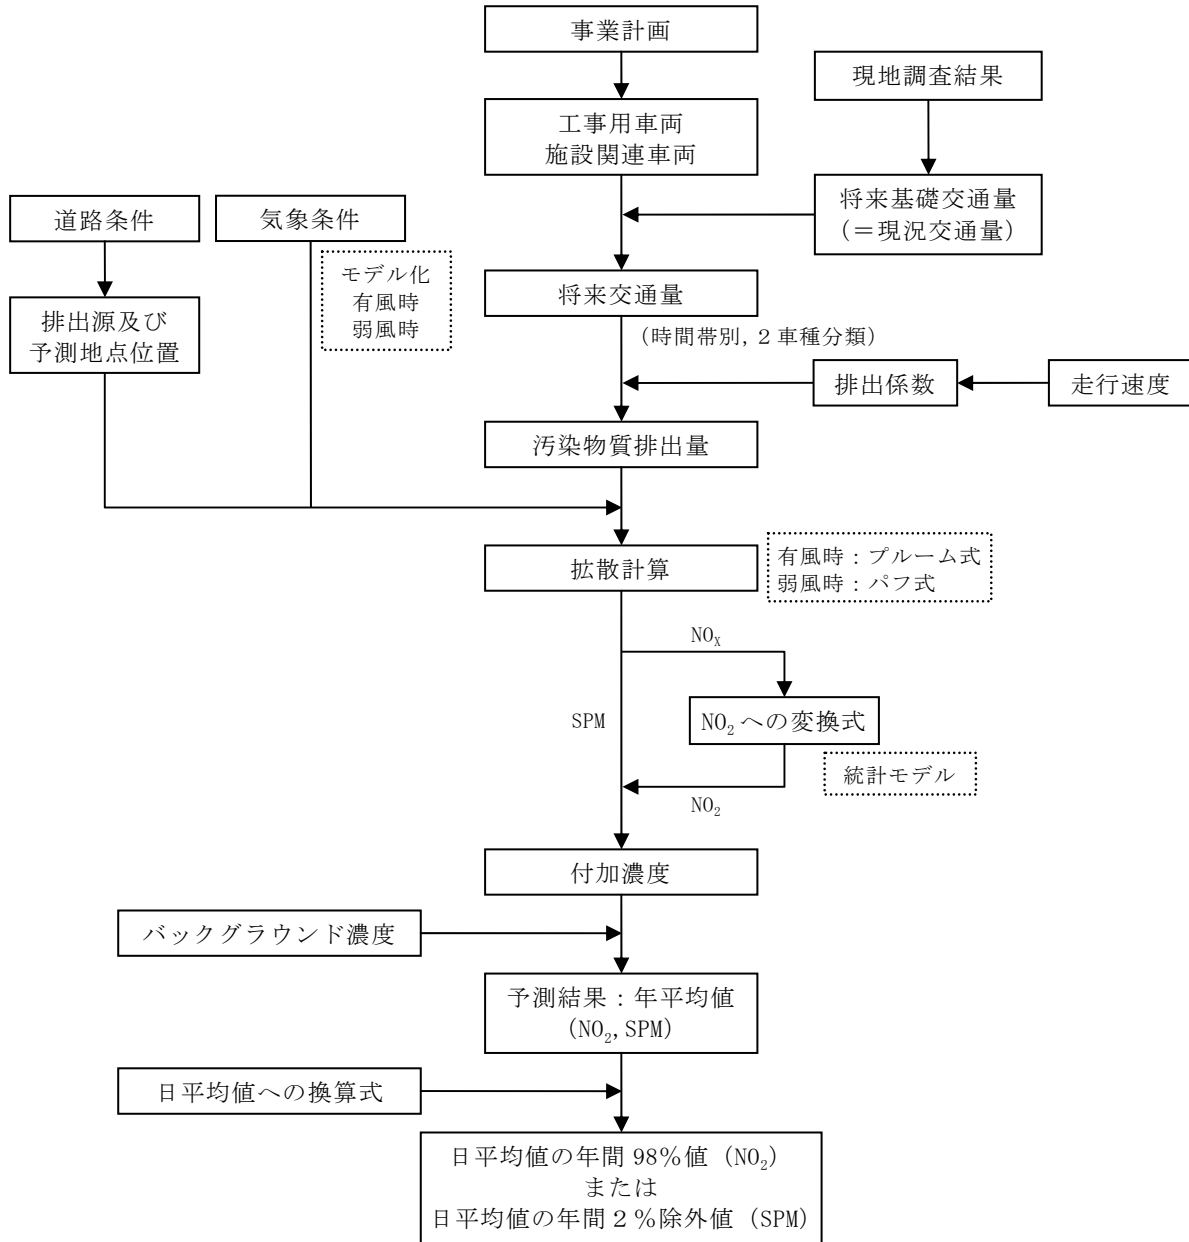 事業計画
現地調査結果
工事用車両
施設関連車両
道路条件
気象条件
将来基礎交通量
（＝現況交通量）
モデル化
有風時
弱風時
将来交通量
排出源及び
予測地点位置
（時間帯別，２車種分類）
排出係数
走行速度
汚染物質排出量
拡散計算
有風時：プルーム式
弱風時：パフ式
NOX
SPM
NO2への変換式
統計モデル
NO2
付加濃度
バックグラウンド濃度
予測結果：年平均値
（NO2,SPM）
日平均値への換算式
日平均値の年間98％値（NO2）
または
日平均値の年間２％除外値（SPM）